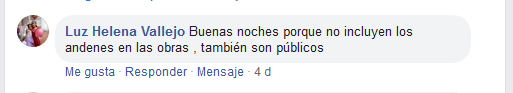 Luz Helena Vallejo Buenas noches porque no incluyen los
andenes en las obras , también son públicos
Me gusta · Responder · Mensaje · 4 d